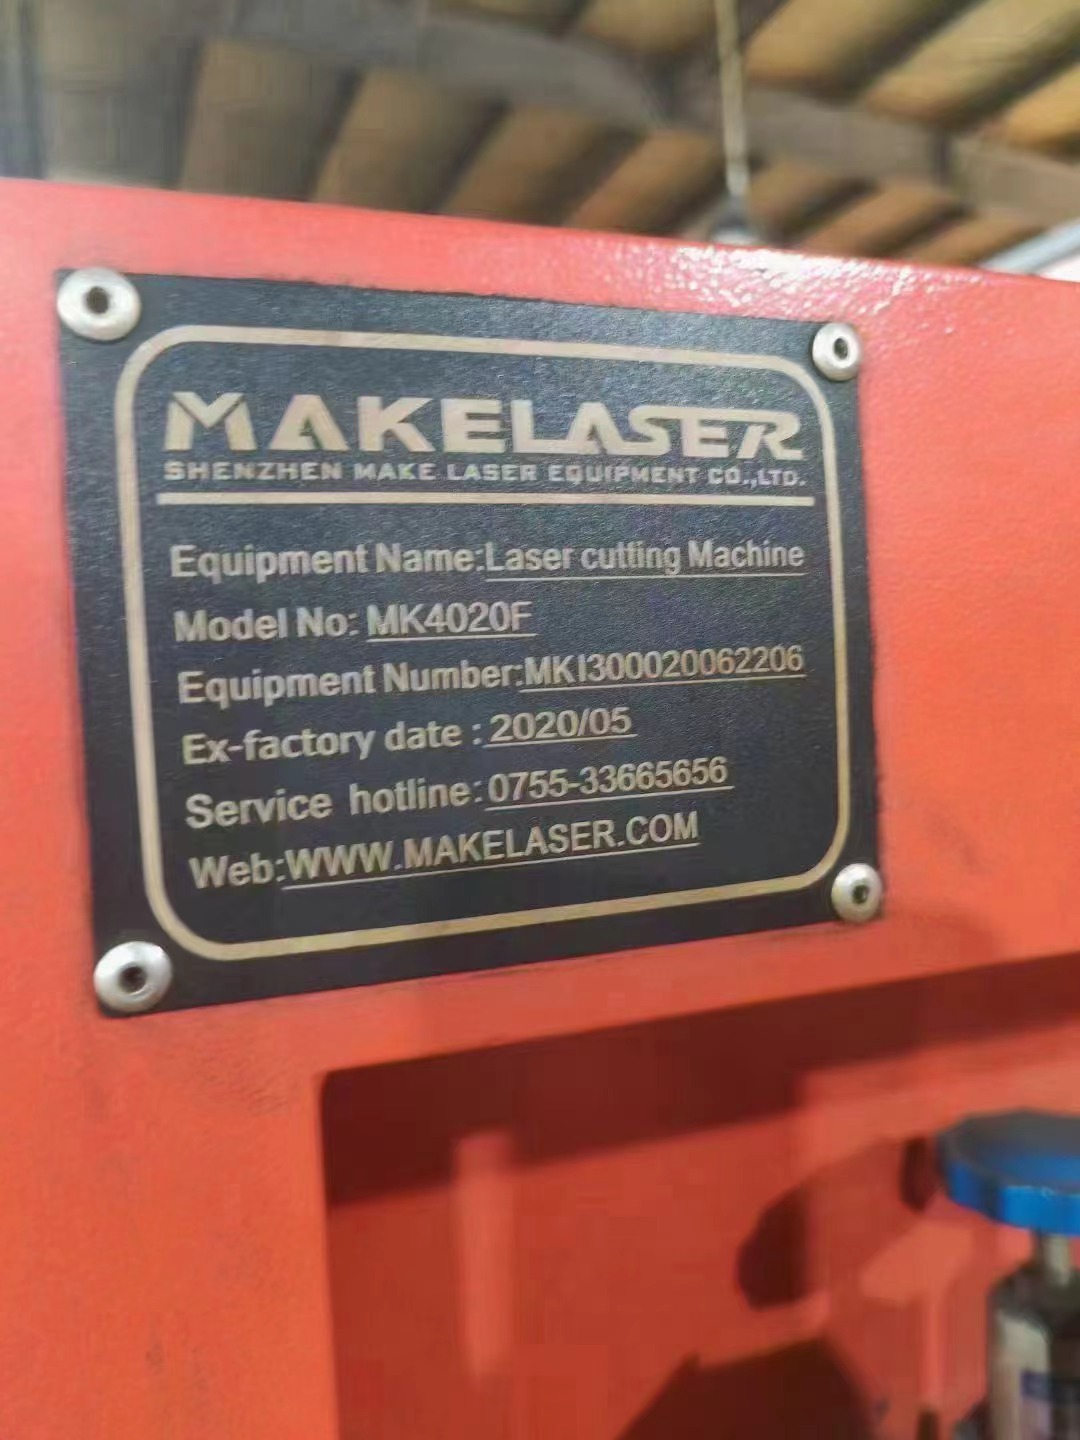 MAKELASER
SHENZHEN MAKE LASER EQUIPMENT CO.,LTD.
Equipment Name:Laser cutting Machine
Model No: MK4020F
Equipment Number:MKI300020062206
Ex-factory date : 2020/05
Service hotline: 0755-33665656
Web:WWW.MAKELASER.COM